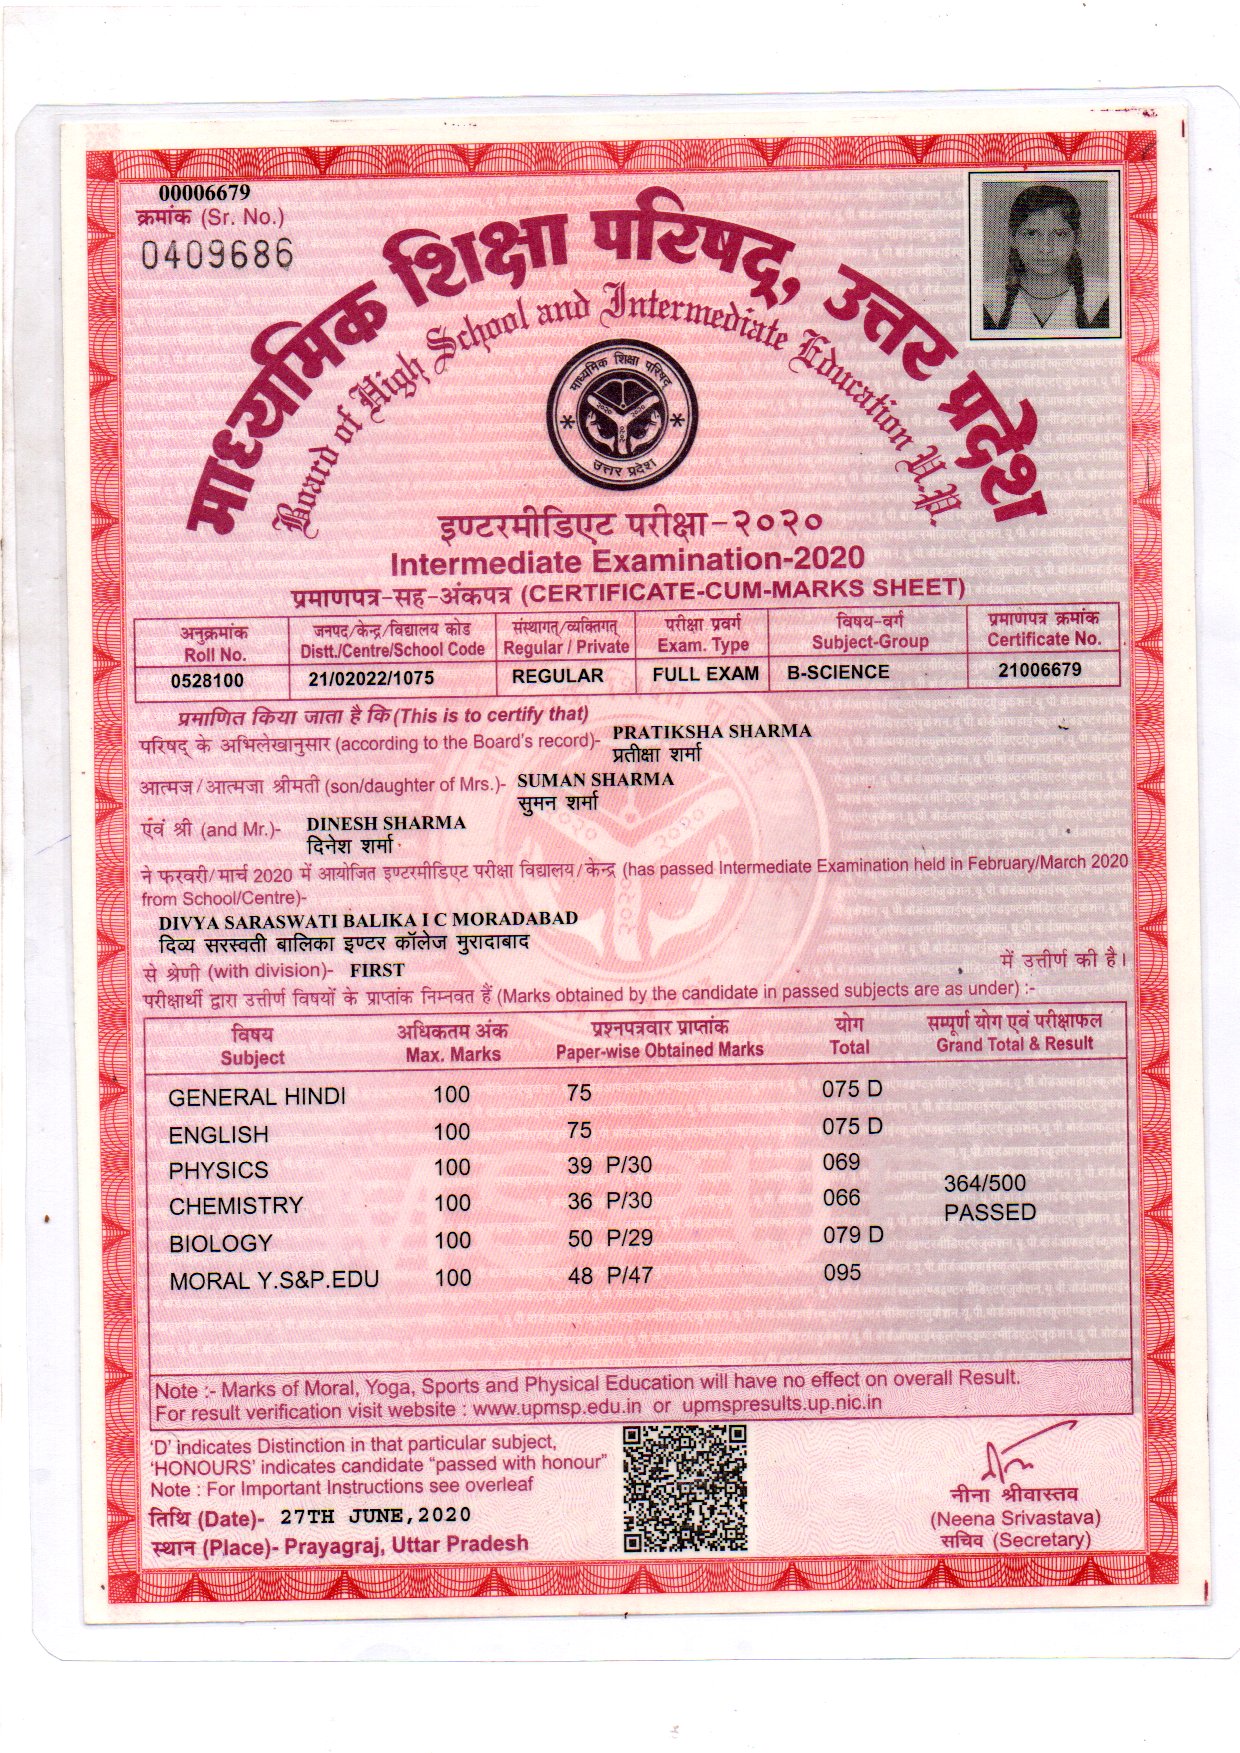 00006679
क्रमांक (Sr. No.)
0409686
माध्यमिक शिक्षा परिषद्, उत्तर प्रदेश
Board of High School and Intermediate Education U.P.
माध्यमिक शिक्षा परिषद
उत्तर प्रदेश
इण्टरमीडिएट परीक्षा-२०२०
Intermediate Examination-2020
प्रमाणपत्र-सह-अंकपत्र (CERTIFICATE-CUM-MARKS SHEET)
अनुक्रमांक जनपद/केन्द्र/विद्यालय कोड संस्थागत्/व्यक्तिगत् परीक्षा प्रवर्ग विषय-वर्ग प्रमाणपत्र क्रमांक
Roll No. Distt./Centre/School Code Regular / Private Exam. Type Subject-Group Certificate No.
0528100 21/02022/1075 REGULAR FULL EXAM B-SCIENCE 21006679
प्रमाणित किया जाता है कि (This is to certify that)
परिषद् के अभिलेखानुसार (according to the Board's record)- PRATIKSHA SHARMA
प्रतीक्षा शर्मा
आत्मज/आत्मजा श्रीमती (son/daughter of Mrs.)- SUMAN SHARMA
सुमन शर्मा
एंव श्री (and Mr.)- DINESH SHARMA
दिनेश शर्मा
ने फरवरी/मार्च 2020 में आयोजित इण्टरमीडिएट परीक्षा विद्यालय/केन्द्र (has passed Intermediate Examination held in February/March 2020
from School/Centre)-
DIVYA SARASWATI BALIKA I C MORADABAD
दिव्य सरस्वती बालिका इण्टर कॉलेज मुरादाबाद
से श्रेणी (with division)- FIRST में उत्तीर्ण की है।
परीक्षार्थी द्वारा उत्तीर्ण विषयों के प्राप्तांक निम्नवत हैं (Marks obtained by the candidate in passed subjects are as under) :-
विषय अधिकतम अंक प्रश्नपत्रवार प्राप्तांक योग सम्पूर्ण योग एवं परीक्षाफल
Subject Max. Marks Paper-wise Obtained Marks Total Grand Total & Result
GENERAL HINDI 100 75 075 D
ENGLISH 100 75 075 D
PHYSICS 100 39 P/30 069
364/500
CHEMISTRY 100 36 P/30 066
PASSED
BIOLOGY 100 50 P/29 079 D
MORAL Y.S&P.EDU 100 48 P/47 095
Note :- Marks of Moral, Yoga, Sports and Physical Education will have no effect on overall Result.
For result verification visit website : www.upmsp.edu.in or upmspresults.up.nic.in
'D' indicates Distinction in that particular subject,
'HONOURS' indicates candidate "passed with honour"
Note : For Important Instructions see overleaf
तिथि (Date)- 27TH JUNE,2020
स्थान (Place)- Prayagraj, Uttar Pradesh
नीना श्रीवास्तव
(Neena Srivastava)
सचिव (Secretary)